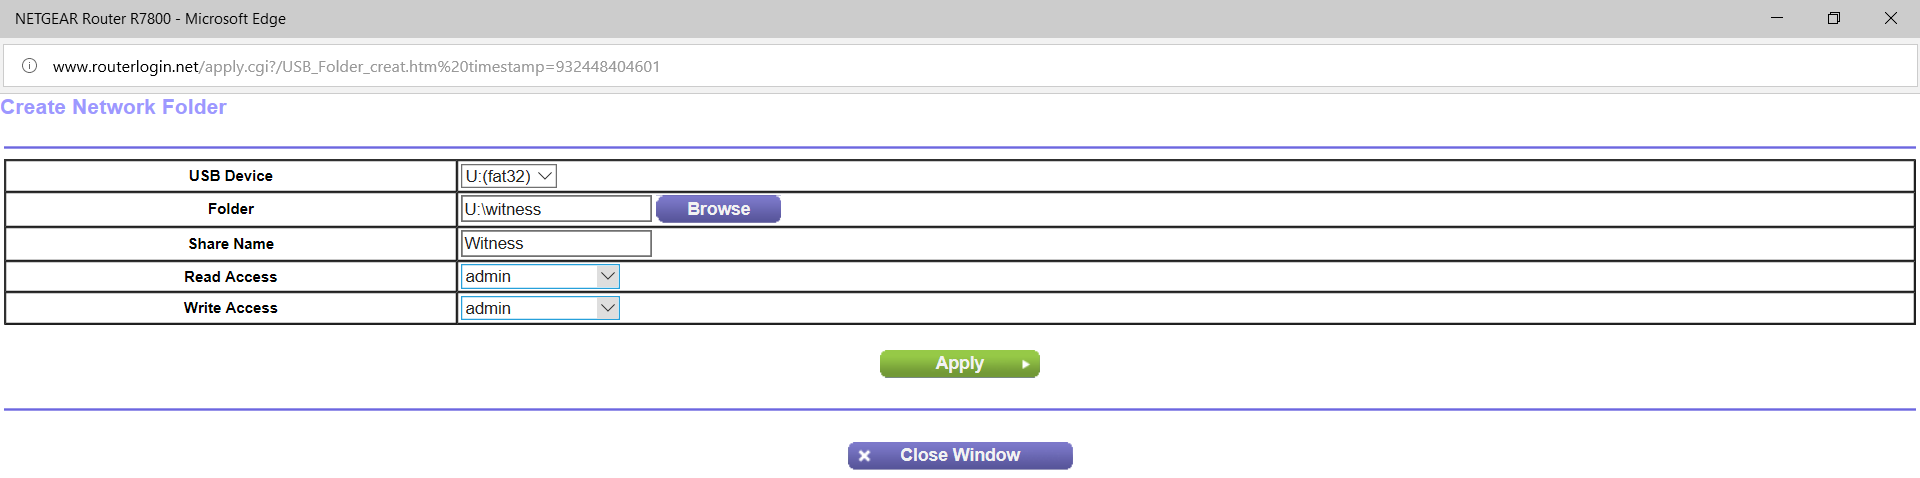 NETGEAR Router R7800 - Microsoft Edge
www.routerlogin.net/apply.cgi?/USB_Folder_creat.htm%20timestamp=932448404601
Create Network Folder
USB Device U:(fat32)
Folder U:\witness Browse
Share Name Witness
Read Access admin
Write Access admin
Apply
Close Window